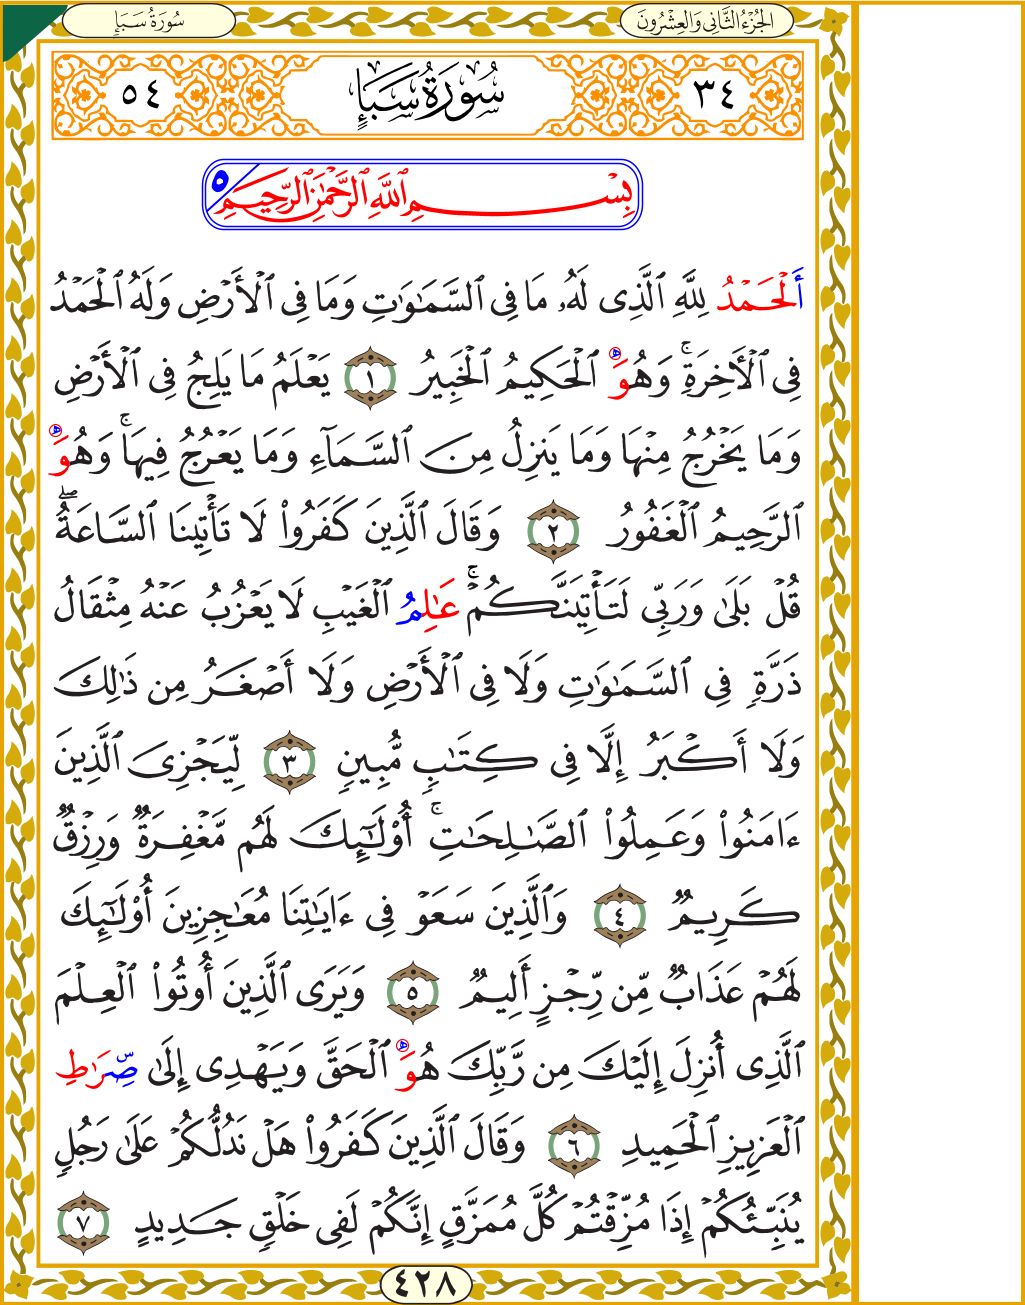 الجُزْءُ الثَّانِي وَالعِشْرُونَ
سُورَةُ سَبَإٍ
٣٤
سُورَةُ سَبَإٍ
٥٤
بِسْمِ ٱللَّهِ ٱلرَّحْمَٰنِ ٱلرَّحِيمِ
٥
أَلْحَمْدُ لِلَّهِ ٱلَّذِى لَهُۥ مَا فِى ٱلسَّمَٰوَٰتِ وَمَا فِى ٱلْأَرْضِ وَلَهُ ٱلْحَمْدُ
فِى ٱلْأَخِرَةِۚ وَهُوَ ٱلْحَكِيمُ ٱلْخَبِيرُ ١ يَعْلَمُ مَا يَلِجُ فِى ٱلْأَرْضِ
وَمَا يَخْرُجُ مِنْهَا وَمَا يَنزِلُ مِنَ ٱلسَّمَآءِ وَمَا يَعْرُجُ فِيهَاۚ وَهُوَ
ٱلرَّحِيمُ ٱلْغَفُورُ ٢ وَقَالَ ٱلَّذِينَ كَفَرُوا۟ لَا تَأْتِينَا ٱلسَّاعَةُۖ
قُلْ بَلَىٰ وَرَبِّى لَتَأْتِيَنَّكُمْۚ عَٰلِمُ ٱلْغَيْبِ لَا يَعْزُبُ عَنْهُ مِثْقَالُ
ذَرَّةٍ فِى ٱلسَّمَٰوَٰتِ وَلَا فِى ٱلْأَرْضِ وَلَا أَصْغَرُ مِن ذَٰلِكَ
وَلَا أَكْبَرُ إِلَّا فِى كِتَٰبٍ مُّبِينٍ ٣ لِّيَجْزِىَ ٱلَّذِينَ
ءَامَنُوا۟ وَعَمِلُوا۟ ٱلصَّٰلِحَٰتِۚ أُو۟لَٰٓئِكَ لَهُم مَّغْفِرَةٌ وَرِزْقٌ
كَرِيمٌ ٤ وَٱلَّذِينَ سَعَوْ فِى ءَايَٰتِنَا مُعَٰجِزِينَ أُو۟لَٰٓئِكَ
لَهُمْ عَذَابٌ مِّن رِّجْزٍ أَلِيمٌ ٥ وَيَرَى ٱلَّذِينَ أُوتُوا۟ ٱلْعِلْمَ
ٱلَّذِى أُنزِلَ إِلَيْكَ مِن رَّبِّكَ هُوَ ٱلْحَقَّ وَيَهْدِى إِلَىٰ صِّرَٰطِ
ٱلْعَزِيزِ ٱلْحَمِيدِ ٦ وَقَالَ ٱلَّذِينَ كَفَرُوا۟ هَلْ نَدُلُّكُمْ عَلَىٰ رَجُلٍ
يُنَبِّئُكُمْ إِذَا مُزِّقْتُمْ كُلَّ مُمَزَّقٍ إِنَّكُمْ لَفِى خَلْقٍ جَدِيدٍ ٧
٤٢٨